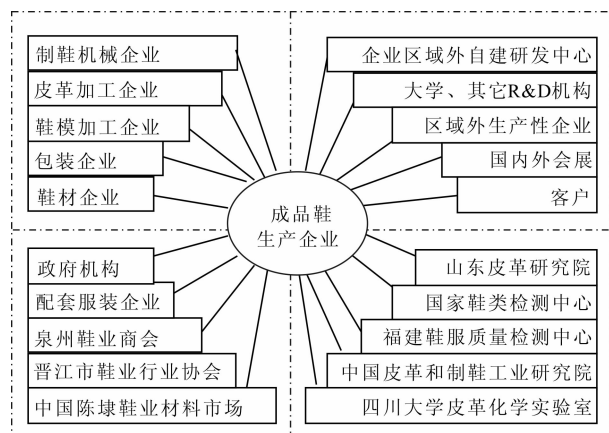 制鞋机械企业
皮革加工企业
鞋模加工企业
包装企业
鞋材企业
企业区域外自建研发中心
大学、其它R&D机构
区域外生产性企业
国内外会展
客户
成品鞋
生产企业
政府机构
配套服装企业
泉州鞋业商会
晋江市鞋业行业协会
中国陈埭鞋业材料市场
山东皮革研究院
国家鞋类检测中心
福建鞋服质量检测中心
中国皮革和制鞋工业研究院
四川大学皮革化学实验室